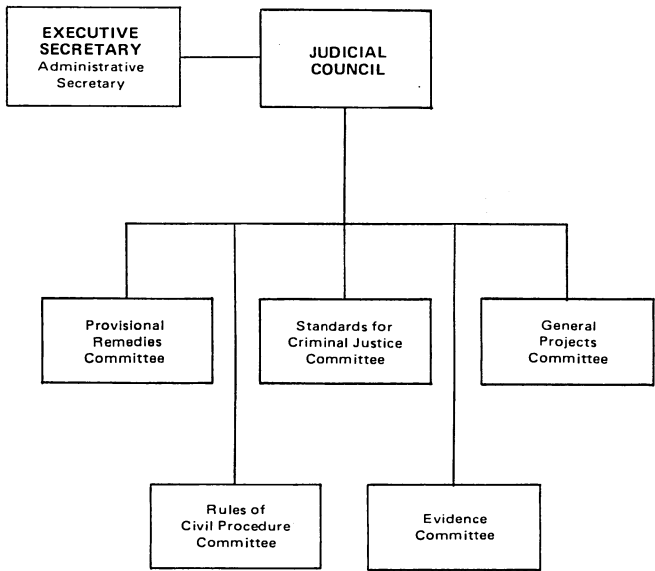 EXECUTIVE
SECRETARY
Administrative
Secretary
JUDICIAL
COUNCIL
Provisional
Remedies
Committee
Standards for
Criminal Justice
Committee
General
Projects
Committee
Rules of
Civil Procedure
Committee
Evidence
Committee